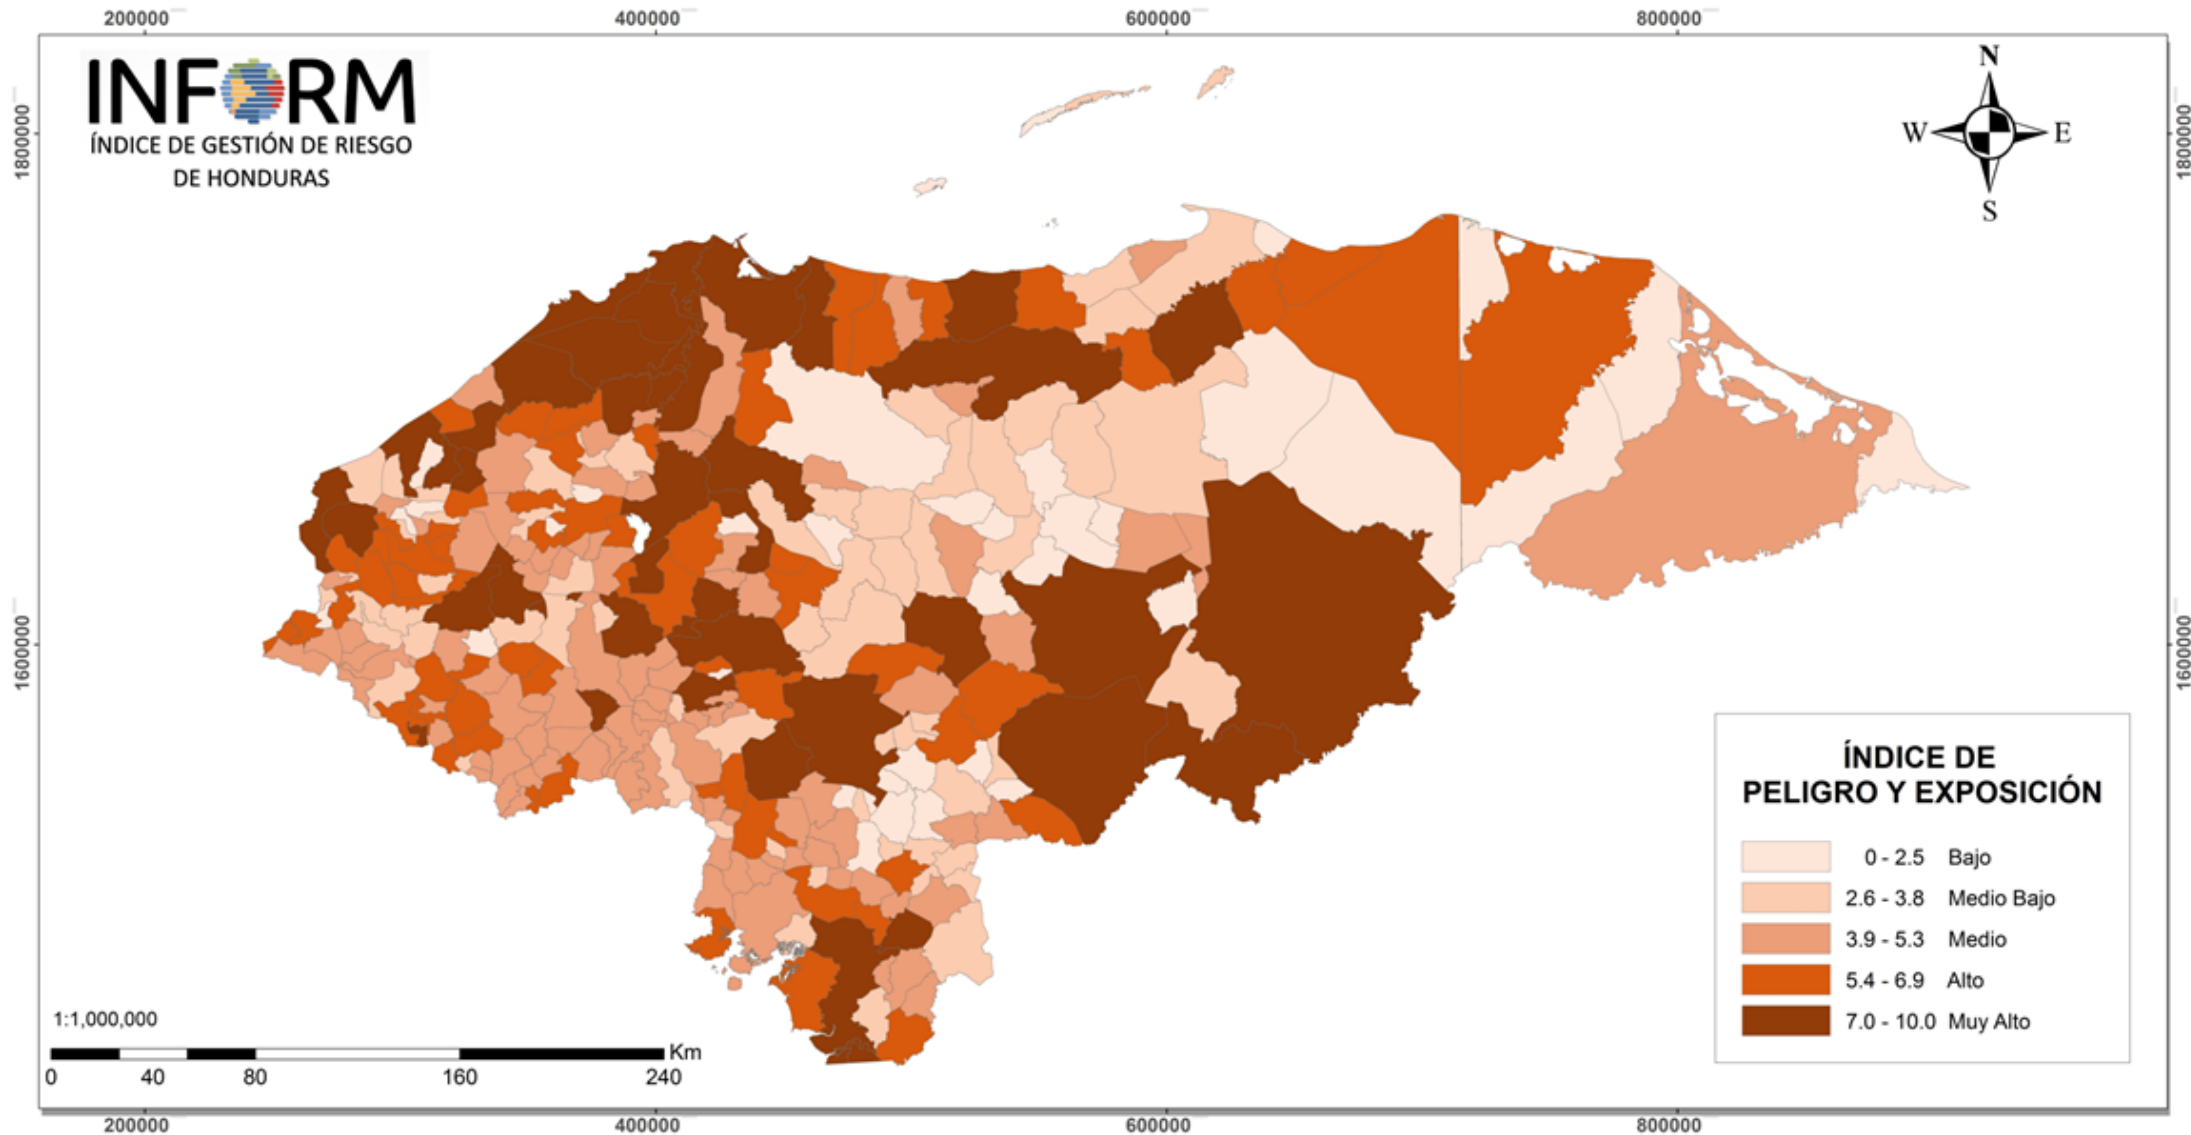 200000 400000 600000 800000
INFORM
ÍNDICE DE GESTIÓN DE RIESGO
DE HONDURAS
N
W E
S
1800000 1800000
1600000 1600000
ÍNDICE DE
PELIGRO Y EXPOSICIÓN
0 - 2.5 Bajo
2.6 - 3.8 Medio Bajo
3.9 - 5.3 Medio
5.4 - 6.9 Alto
7.0 - 10.0 Muy Alto
1:1,000,000
Km
0 40 80 160 240
200000 400000 600000 800000